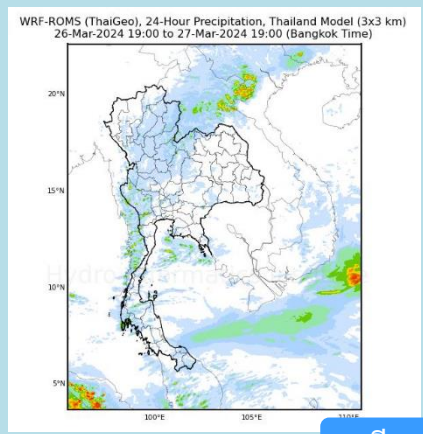 WRF-ROMS (ThaiGeo), 24-Hour Precipitation, Thailand Model (3x3 km)
26-Mar-2024 19:00 to 27-Mar-2024 19:00 (Bangkok Time)
20°N
15°N
10°N
5°N
100°E
105°E
110°E